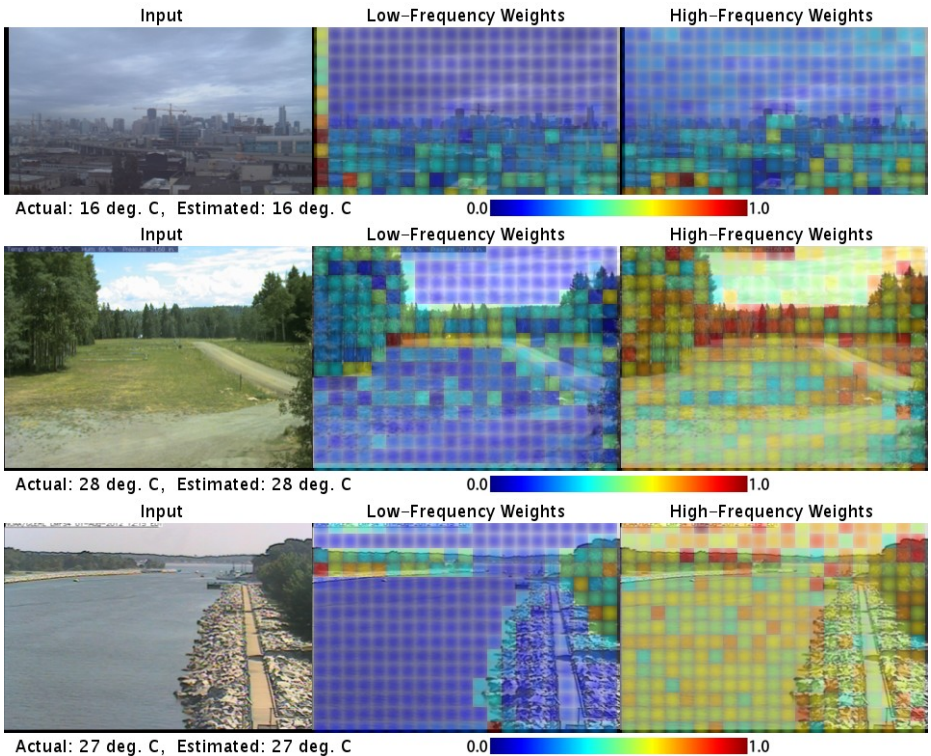 Input Low-Frequency Weights High-Frequency Weights
Actual: 16 deg. C, Estimated: 16 deg. C 0.0 1.0
Input Low-Frequency Weights High-Frequency Weights
Actual: 28 deg. C, Estimated: 28 deg. C 0.0 1.0
Input Low-Frequency Weights High-Frequency Weights
Actual: 27 deg. C, Estimated: 27 deg. C 0.0 1.0